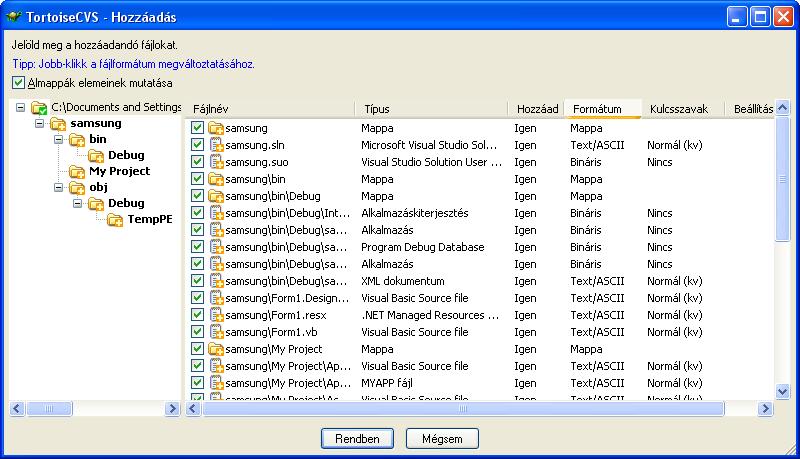 TortoiseCVS - Hozzáadás
Jelöld meg a hozzáadandó fájlokat.
Tipp: Jobb-klikk a fájlformátum megváltoztatásához.
Almappák elemeinek mutatása
C:\Documents and Settings
samsung
bin
Debug
My Project
obj
Debug
TempPE
Fájlnév Típus Hozzáad Formátum Kulcsszavak Beállítás
samsung Mappa Igen Mappa
samsung.sln Microsoft Visual Studio Sol... Igen Text/ASCII Normál (kv)
samsung.suo Visual Studio Solution User ... Igen Bináris Nincs
samsung\bin Mappa Igen Mappa
samsung\bin\Debug Mappa Igen Mappa
samsung\bin\Debug\Int... Alkalmazáskiterjesztés Igen Bináris Nincs
samsung\bin\Debug\sa... Alkalmazás Igen Bináris Nincs
samsung\bin\Debug\sa... Program Debug Database Igen Bináris Nincs
samsung\bin\Debug\sa... Alkalmazás Igen Bináris Nincs
samsung\bin\Debug\sa... XML dokumentum Igen Text/ASCII Normál (kv)
samsung\Form1.Design... Visual Basic Source file Igen Text/ASCII Normál (kv)
samsung\Form1.resx .NET Managed Resources ... Igen Text/ASCII Normál (kv)
samsung\Form1.vb Visual Basic Source file Igen Text/ASCII Normál (kv)
samsung\My Project Mappa Igen Mappa
samsung\My Project\Ap... Visual Basic Source file Igen Text/ASCII Normál (kv)
samsung\My Project\Ap... MYAPP fájl Igen Text/ASCII Normál (kv)
samsung\My Project\As... Visual Basic Source file Igen Text/ASCII Normál (kv)
Rendben Mégsem